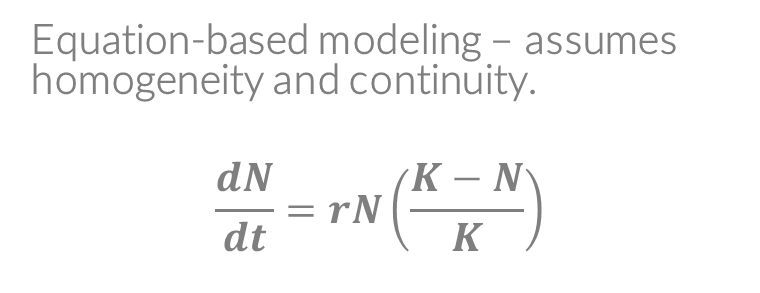 Equation-based modeling – assumes
homogeneity and continuity.
dN/dt = rN((K − N)/K)